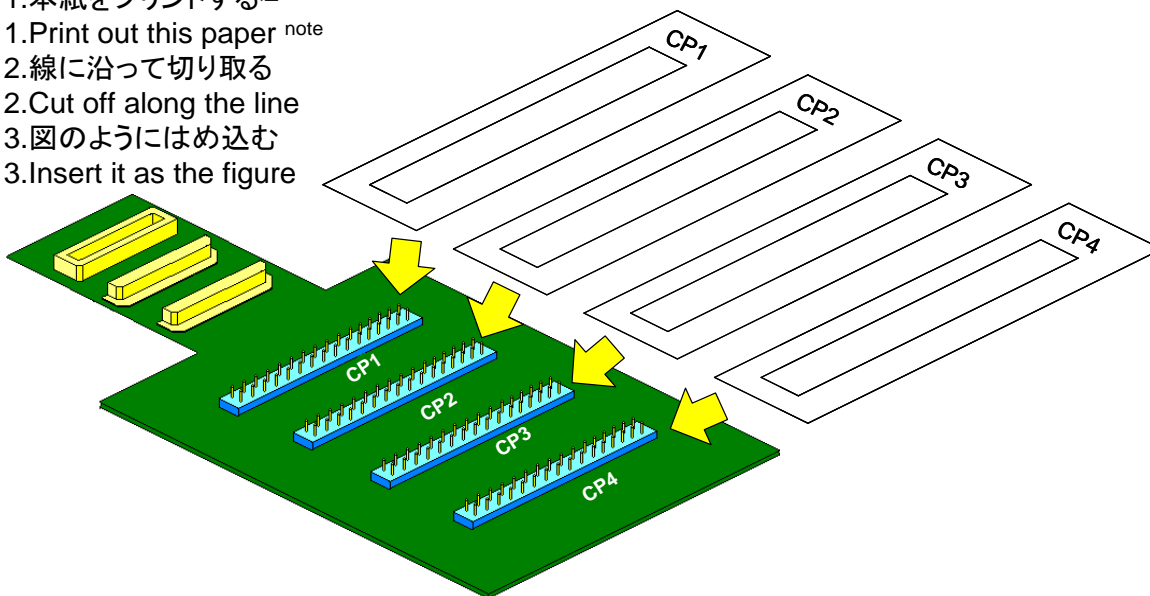 1.本紙をプリントする
1.Print out this paper note
2.線に沿って切り取る
2.Cut off along the line
3.図のようにはめ込む
3.Insert it as the figure
CP1
CP2
CP3
CP4
CP1
CP2
CP3
CP4